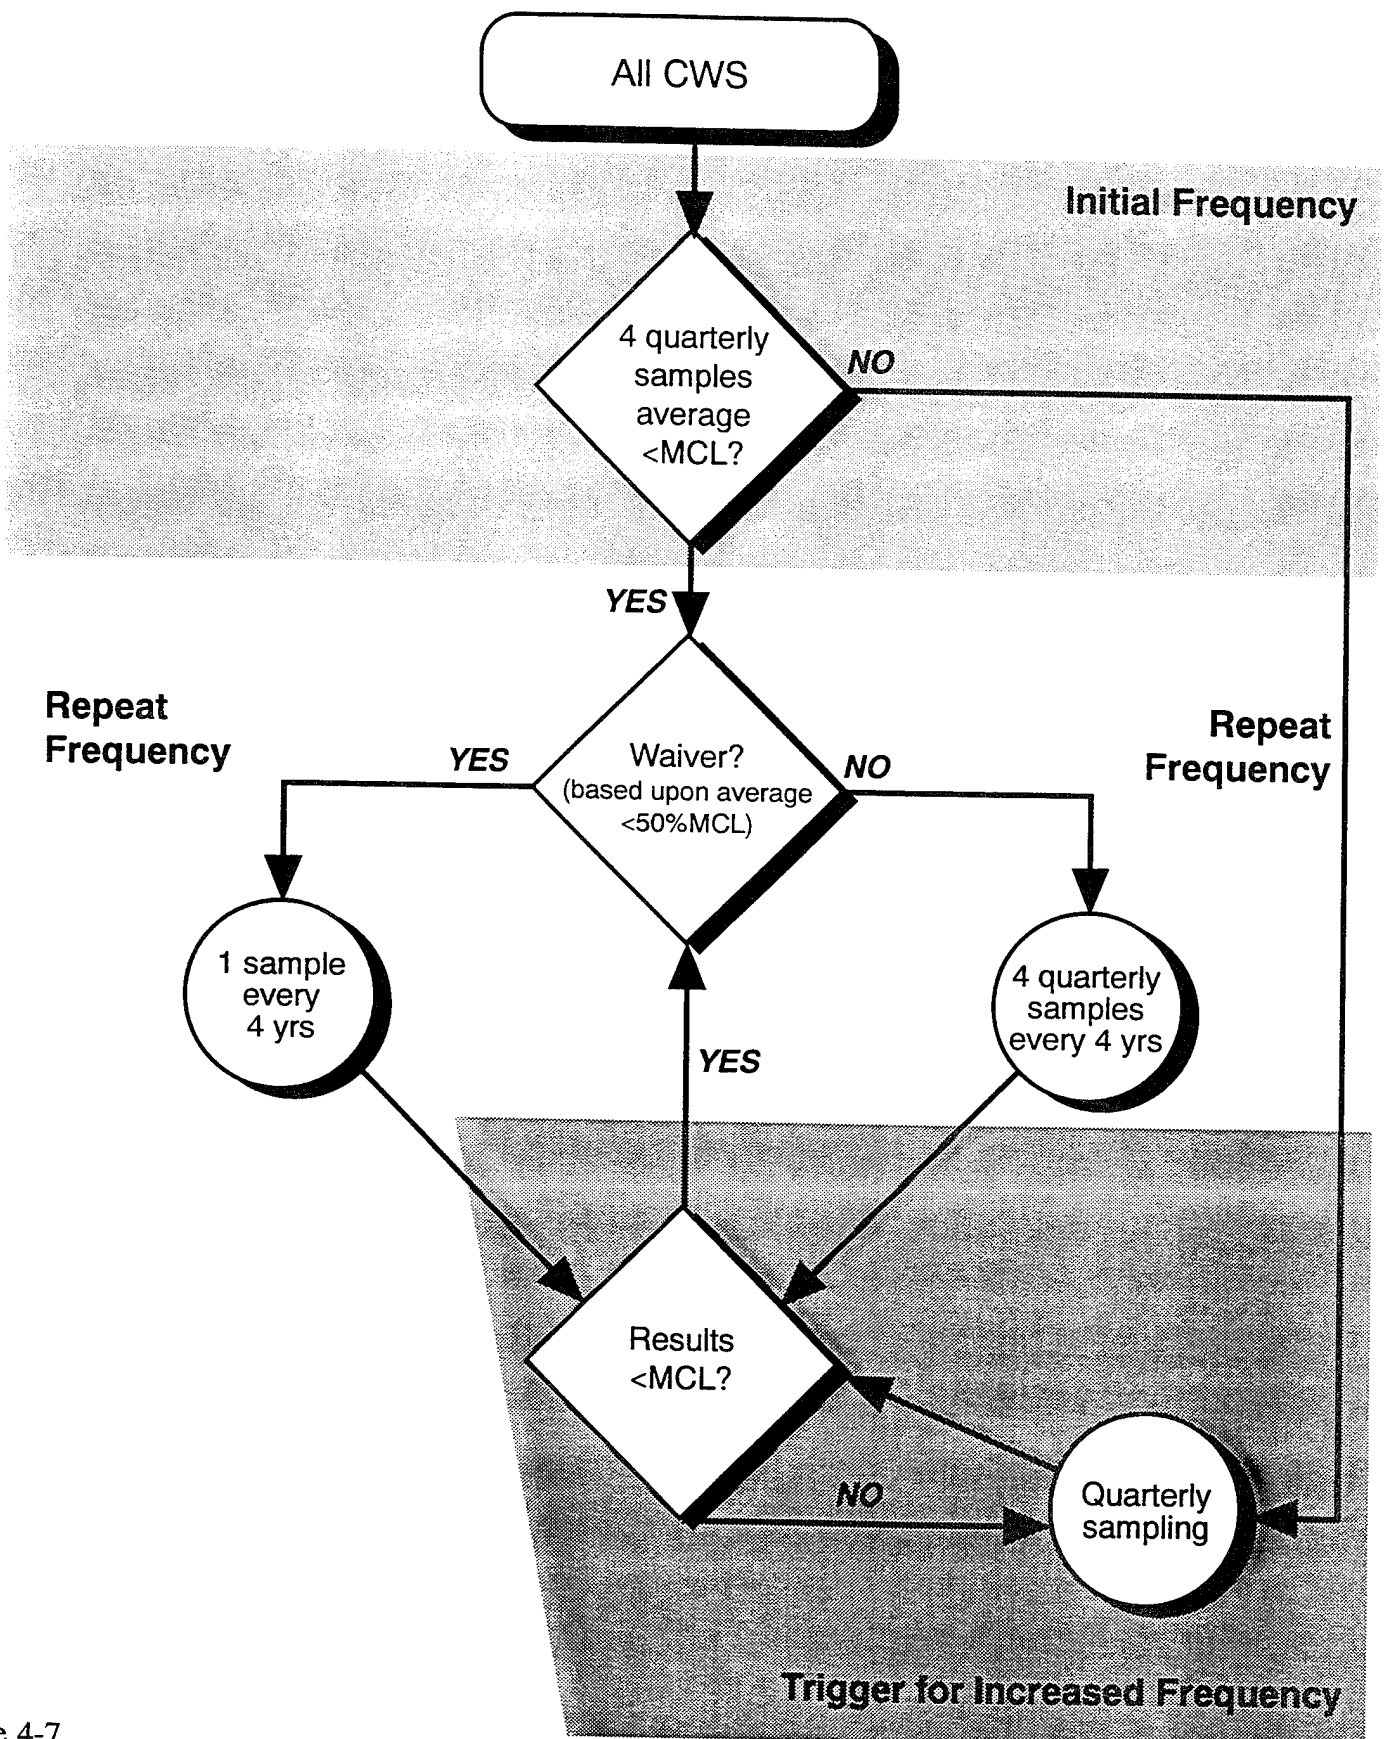 All CWS
Initial Frequency
4 quarterly
samples
average
<MCL?
NO
YES
Repeat
Frequency
YES
Waiver?
(based upon average
<50%MCL)
NO
Repeat
Frequency
1 sample
every
4 yrs
4 quarterly
samples
every 4 yrs
YES
Results
<MCL?
NO
Quarterly
sampling
Trigger for Increased Frequency
4-7